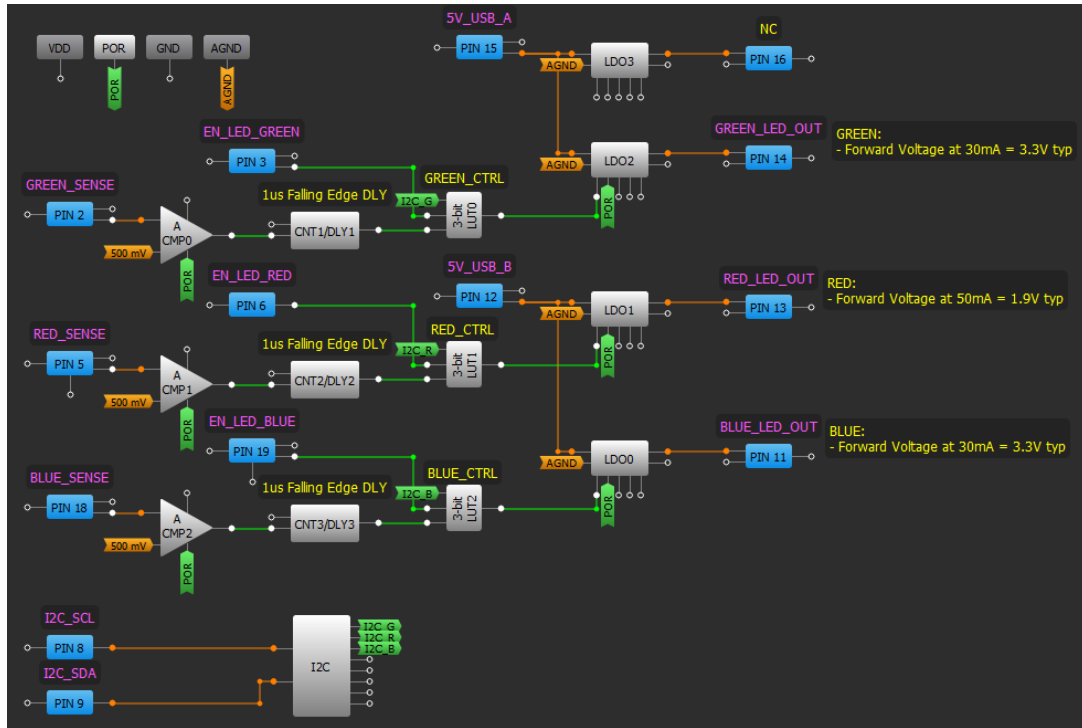 VDD
POR
GND
AGND
POR
AGND
5V_USB_A
PIN 15
AGND
LDO3
NC
PIN 16
EN_LED_GREEN
PIN 3
GREEN_SENSE
PIN 2
A
CMP0
500 mV
POR
1us Falling Edge DLY
CNT1/DLY1
GREEN_CTRL
I2C_G
3-bit
LUT0
AGND
LDO2
POR
GREEN_LED_OUT
PIN 14
GREEN:
- Forward Voltage at 30mA = 3.3V typ
EN_LED_RED
PIN 6
RED_SENSE
PIN 5
A
CMP1
500 mV
POR
1us Falling Edge DLY
CNT2/DLY2
RED_CTRL
I2C_R
3-bit
LUT1
5V_USB_B
PIN 12
AGND
LDO1
POR
RED_LED_OUT
PIN 13
RED:
- Forward Voltage at 50mA = 1.9V typ
EN_LED_BLUE
PIN 19
BLUE_SENSE
PIN 18
A
CMP2
500 mV
POR
1us Falling Edge DLY
CNT3/DLY3
BLUE_CTRL
I2C_B
3-bit
LUT2
AGND
LDO0
POR
BLUE_LED_OUT
PIN 11
BLUE:
- Forward Voltage at 30mA = 3.3V typ
I2C_SCL
PIN 8
I2C_SDA
PIN 9
I2C
I2C_G
I2C_R
I2C_B